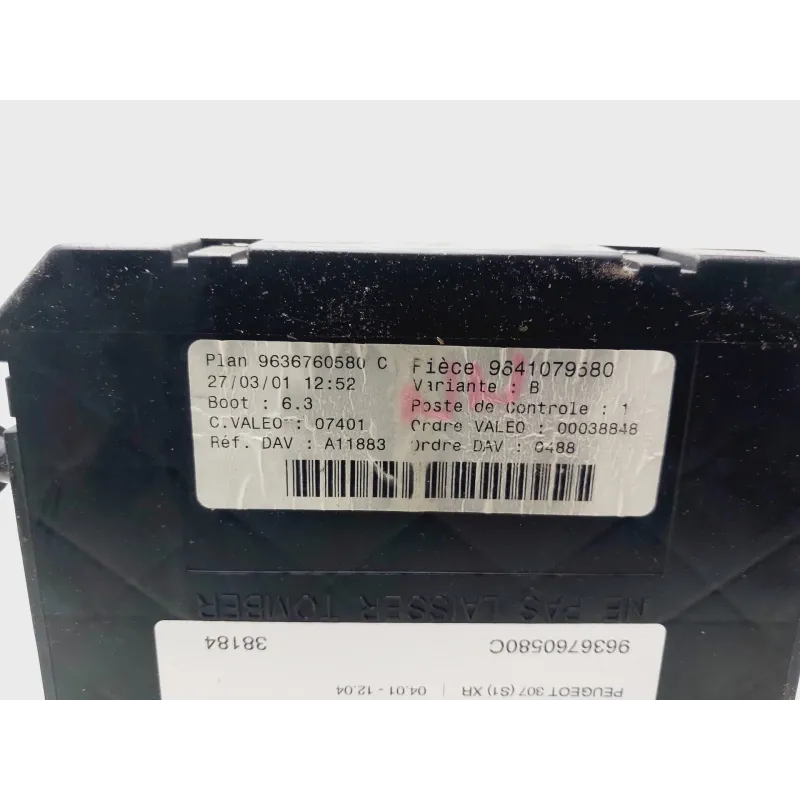 Plan 9636760580 C Pièce 9641079580
27/03/01 12:52 Variante : B
Boot : 6.3 Poste de Controle : 1
C.VALEO : 07401 Ordre VALEO : 00038848
Réf. DAV : A11883 Ordre DAV : 0488
NE PAS LAISSER TOMBER
9636760580C 38184
PEUGEOT 307 (S1) XR | 04.01 - 12.04